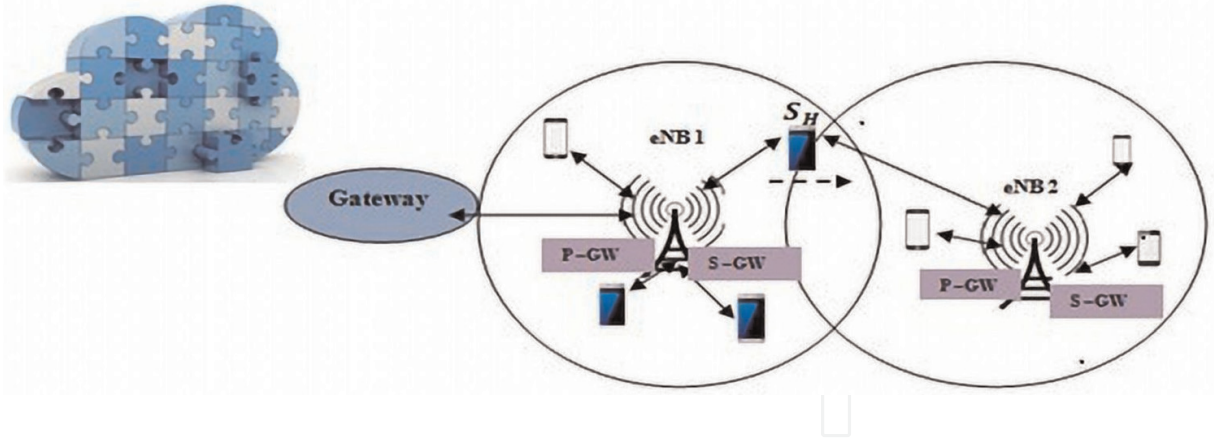 S_H
eNB 1
Gateway
eNB 2
P-GW
S-GW
P-GW
S-GW